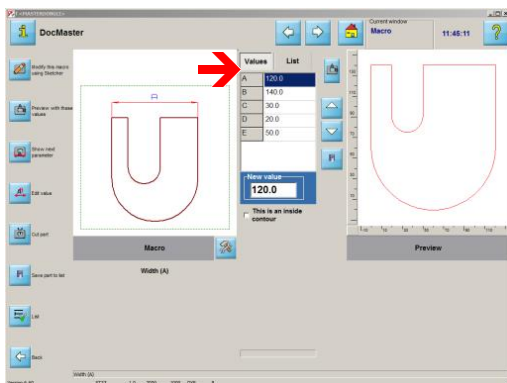 DocMaster
Current window
Macro
11:45:11
Modify this macro
using Sketcher
Preview with these
values
Show next
parameter
Edit value
Cut part
Save part to list
List
Back
Values
List
A 120.0
B 140.0
C 30.0
D 20.0
E 50.0
New value
120.0
This is an inside
contour
Macro
Preview
Width (A)
Width (A)